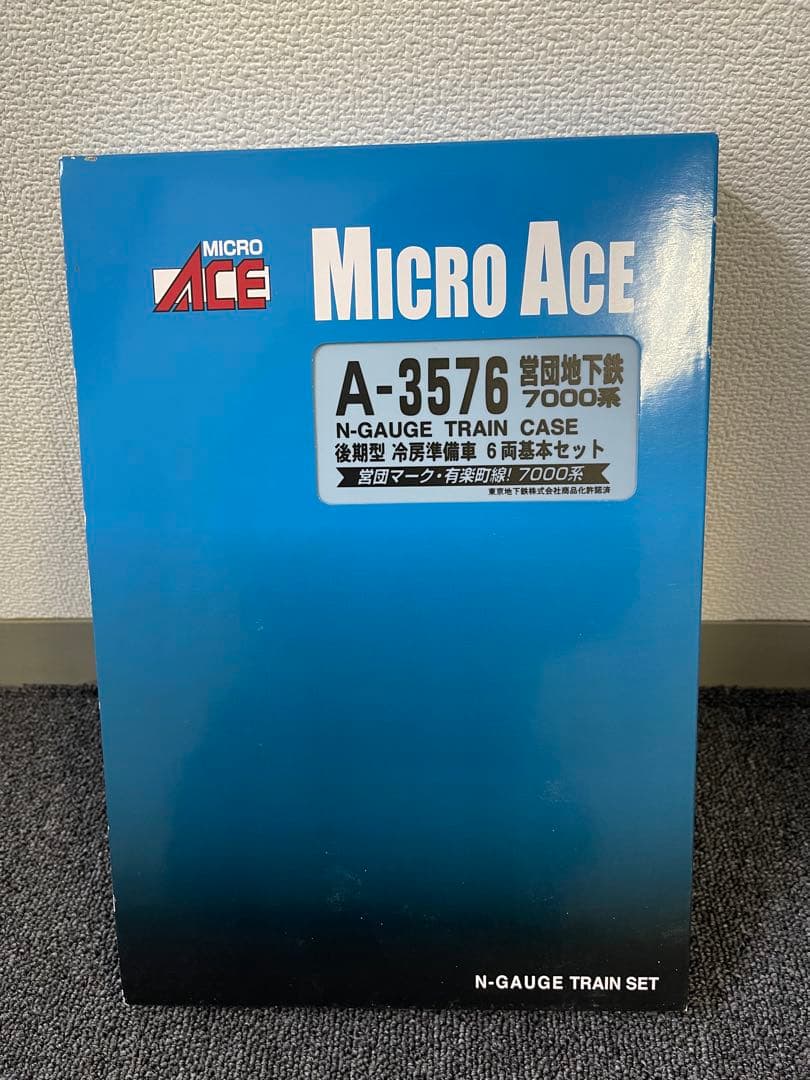 MICRO
ACE
MICRO ACE
A-3576 営団地下鉄
7000系
N-GAUGE TRAIN CASE
後期型 冷房準備車 6両基本セット
営団マーク・有楽町線! 7000系
東京地下鉄株式会社商品化許諾済
N-GAUGE TRAIN SET